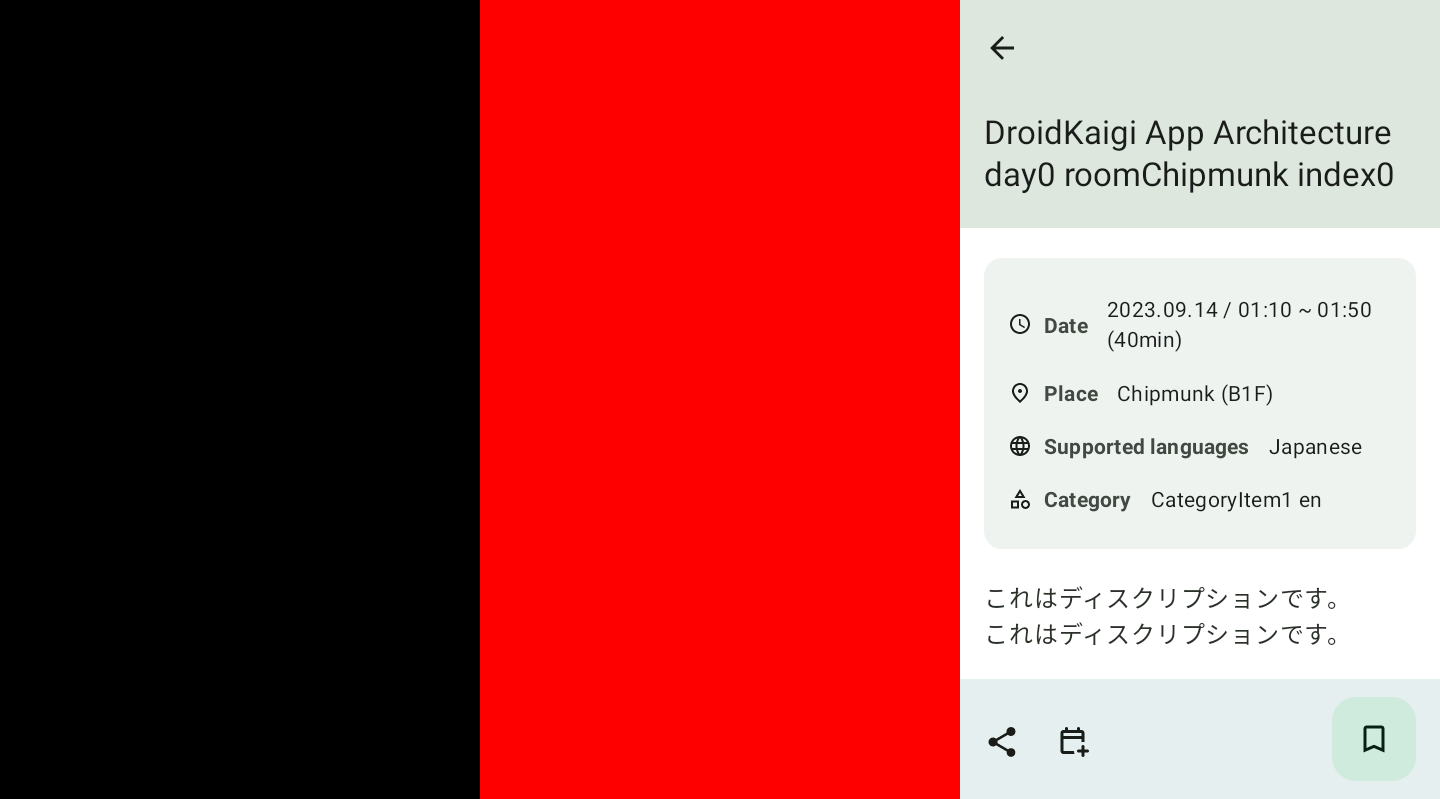 DroidKaigi App Architecture
day0 roomChipmunk index0
Date 2023.09.14 / 01:10 ~ 01:50
(40min)
Place Chipmunk (B1F)
Supported languages Japanese
Category CategoryItem1 en
これはディスクリプションです。
これはディスクリプションです。